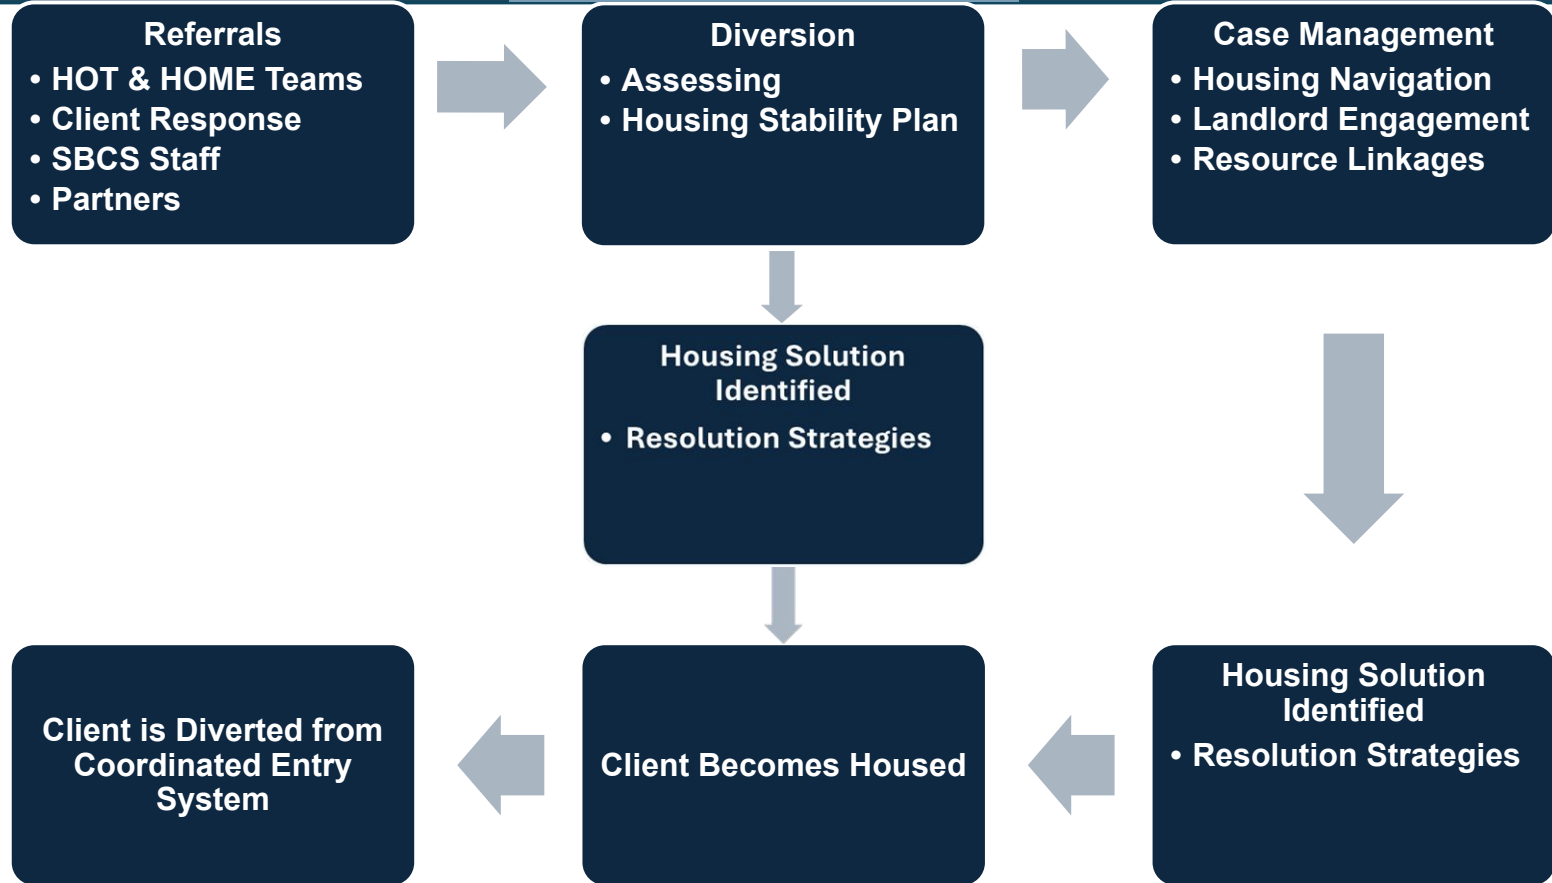 Referrals
• HOT & HOME Teams
• Client Response
• SBCS Staff
• Partners
Diversion
• Assessing
• Housing Stability Plan
Case Management
• Housing Navigation
• Landlord Engagement
• Resource Linkages
Housing Solution
Identified
• Resolution Strategies
Client is Diverted from
Coordinated Entry
System
Client Becomes Housed
Housing Solution
Identified
• Resolution Strategies